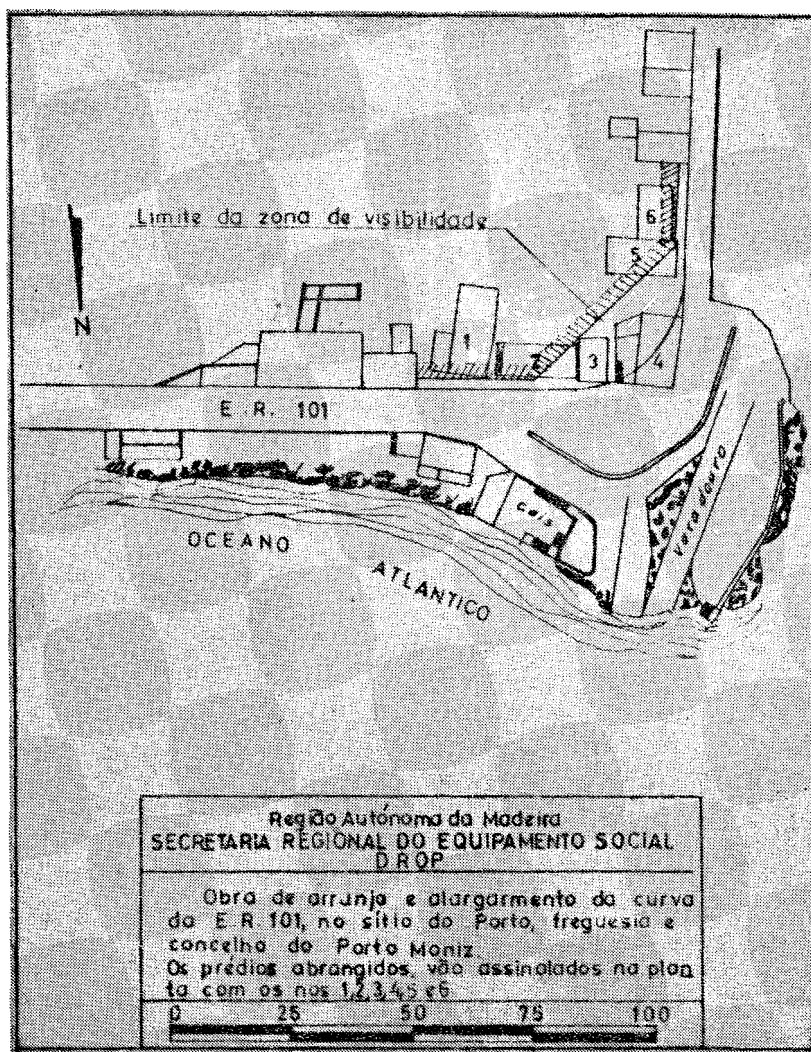 Limite da zona de visibilidade
6
5
1
2
3
4
N
E. R. 101
Varadouro
cais
OCEANO
ATLANTICO
Região Autónoma da Madeira
SECRETARIA REGIONAL DO EQUIPAMENTO SOCIAL
DROP
Obra de arranjo e alargarmento da curva
da E.R. 101, no sítio do Porto, freguesia e
concelho do Porto Moniz.
Os prédios abrangidos, vão assinalados na plan
ta com os nos 1,2,3,4,5 e 6
0 25 50 75 100